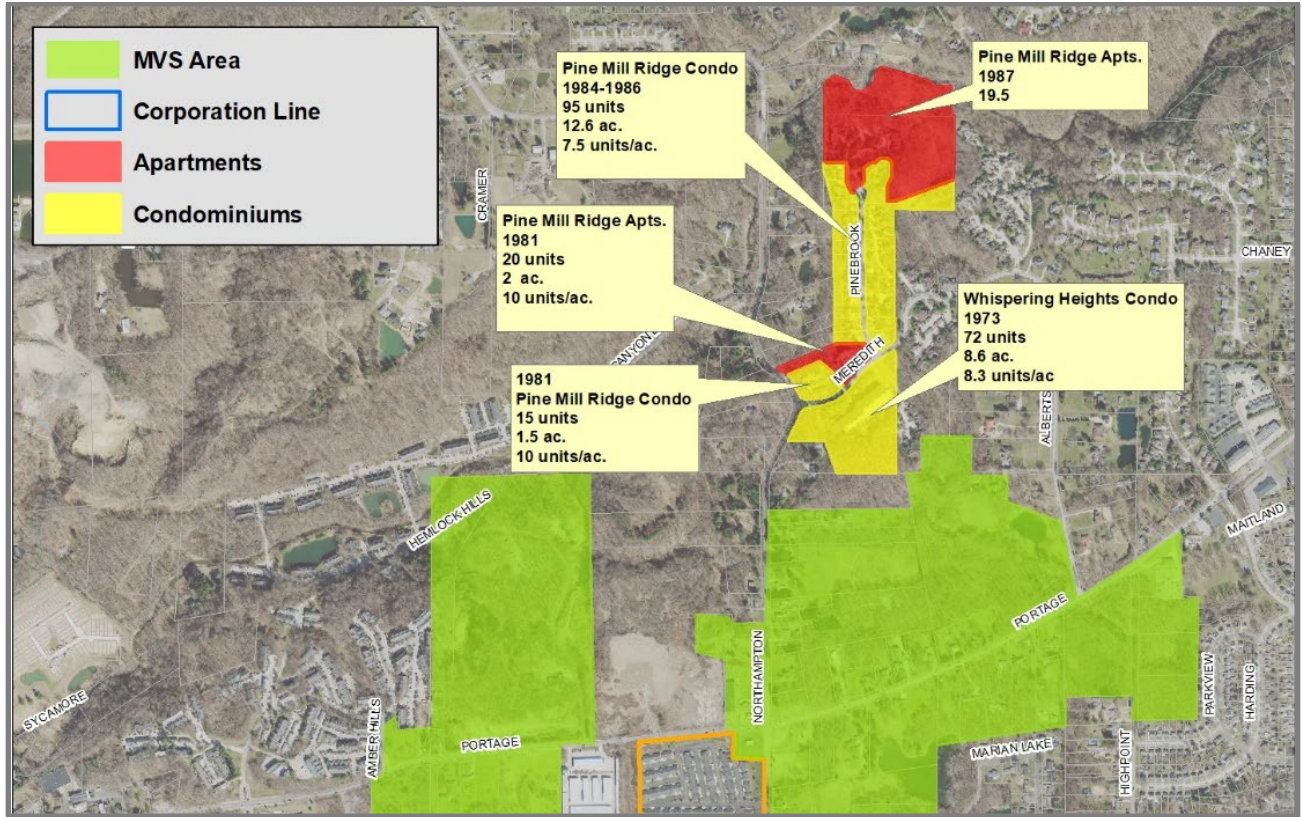 MVS Area
Corporation Line
Apartments
Condominiums
Pine Mill Ridge Condo
1984-1986
95 units
12.6 ac.
7.5 units/ac.
Pine Mill Ridge Apts.
1987
19.5
CRAMER
Pine Mill Ridge Apts.
1981
20 units
2 ac.
10 units/ac.
PINEBROOK
CHANEY
Whispering Heights Condo
1973
72 units
8.6 ac.
8.3 units/ac
MEREDITH
1981
Pine Mill Ridge Condo
15 units
1.5 ac.
10 units/ac.
ALBERTS
HEMLOCK HILLS
MAITLAND
PORTAGE
NORTHAMPTON
SYCAMORE
AMBER HILLS
PORTAGE
MARIAN LAKE
HIGHPOINT
PARKVIEW
HARDING